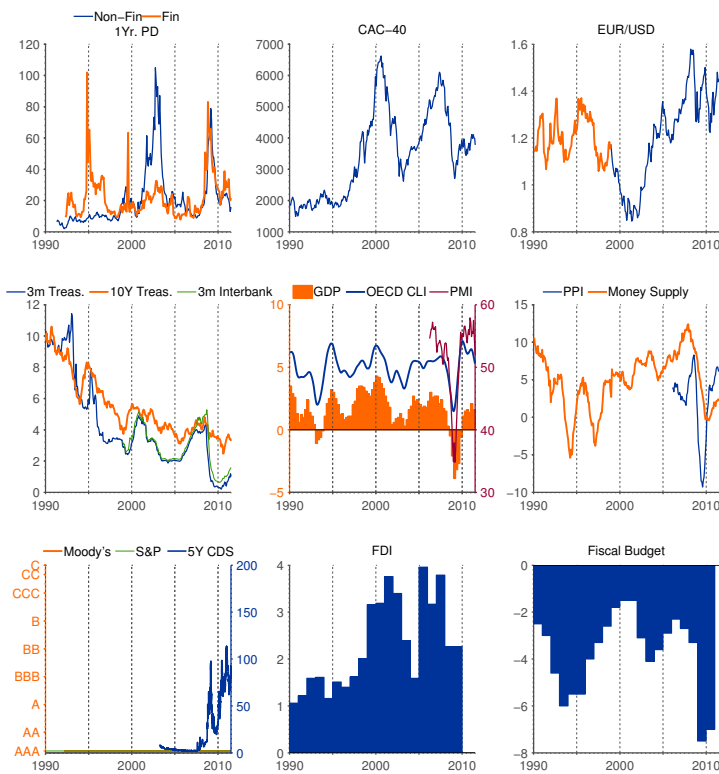 Non−Fin Fin
1Yr. PD
120
100
80
60
40
20
0
1990 2000 2010
CAC−40
7000
6000
5000
4000
3000
2000
1000
1990 2000 2010
EUR/USD
1.6
1.4
1.2
1
0.8
1990 2000 2010
3m Treas. 10Y Treas. 3m Interbank
12
10
8
6
4
2
0
1990 2000 2010
GDP OECD CLI PMI
10 60
5 50
0 40
−5 30
1990 2000 2010
PPI Money Supply
15
10
5
0
−5
−10
1990 2000 2010
Moody's S&P 5Y CDS
C 200
CC
CCC
150
B
BB
100
BBB
A
50
AA
AAA 0
1990 2000 2010
FDI
4
3
2
1
0
1990 2000 2010
Fiscal Budget
0
−2
−4
−6
−8
1990 2000 2010